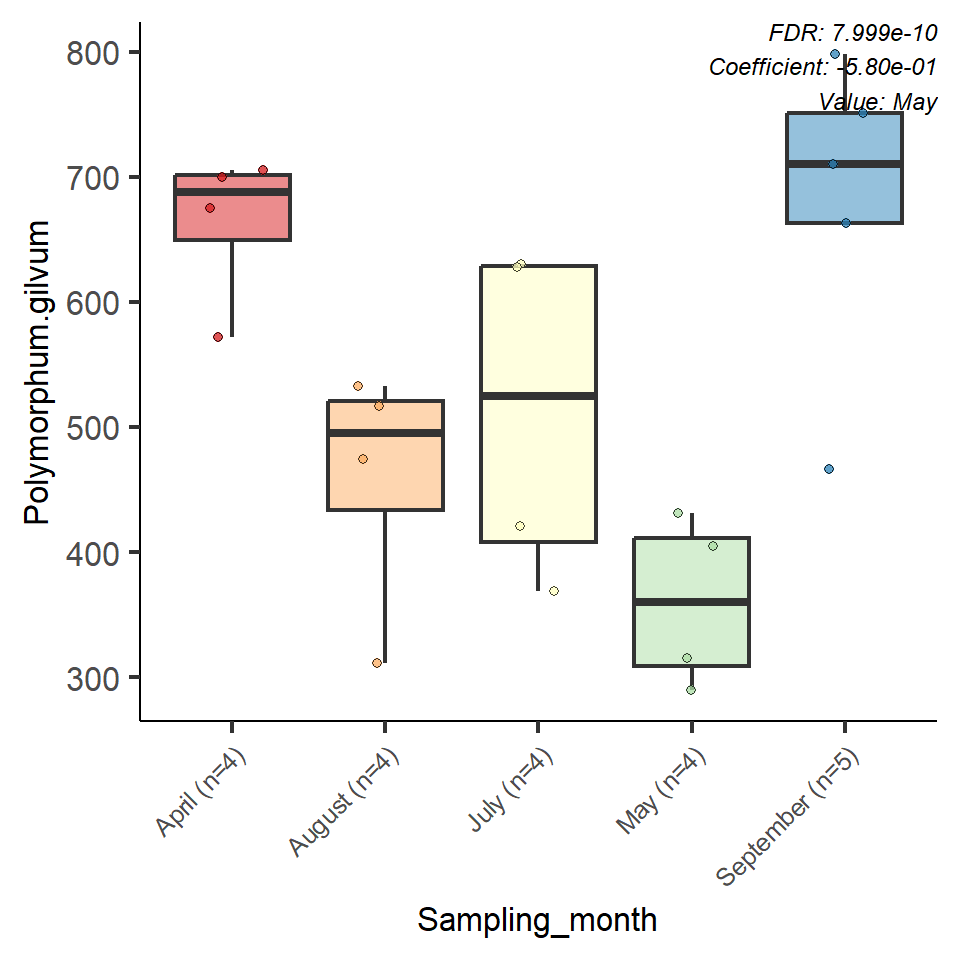 FDR: 7.999e-10
Coefficient: -5.80e-01
Value: May
800
700
600
500
400
300
Polymorphum.gilvum
April (n=4)
August (n=4)
July (n=4)
May (n=4)
September (n=5)
Sampling_month